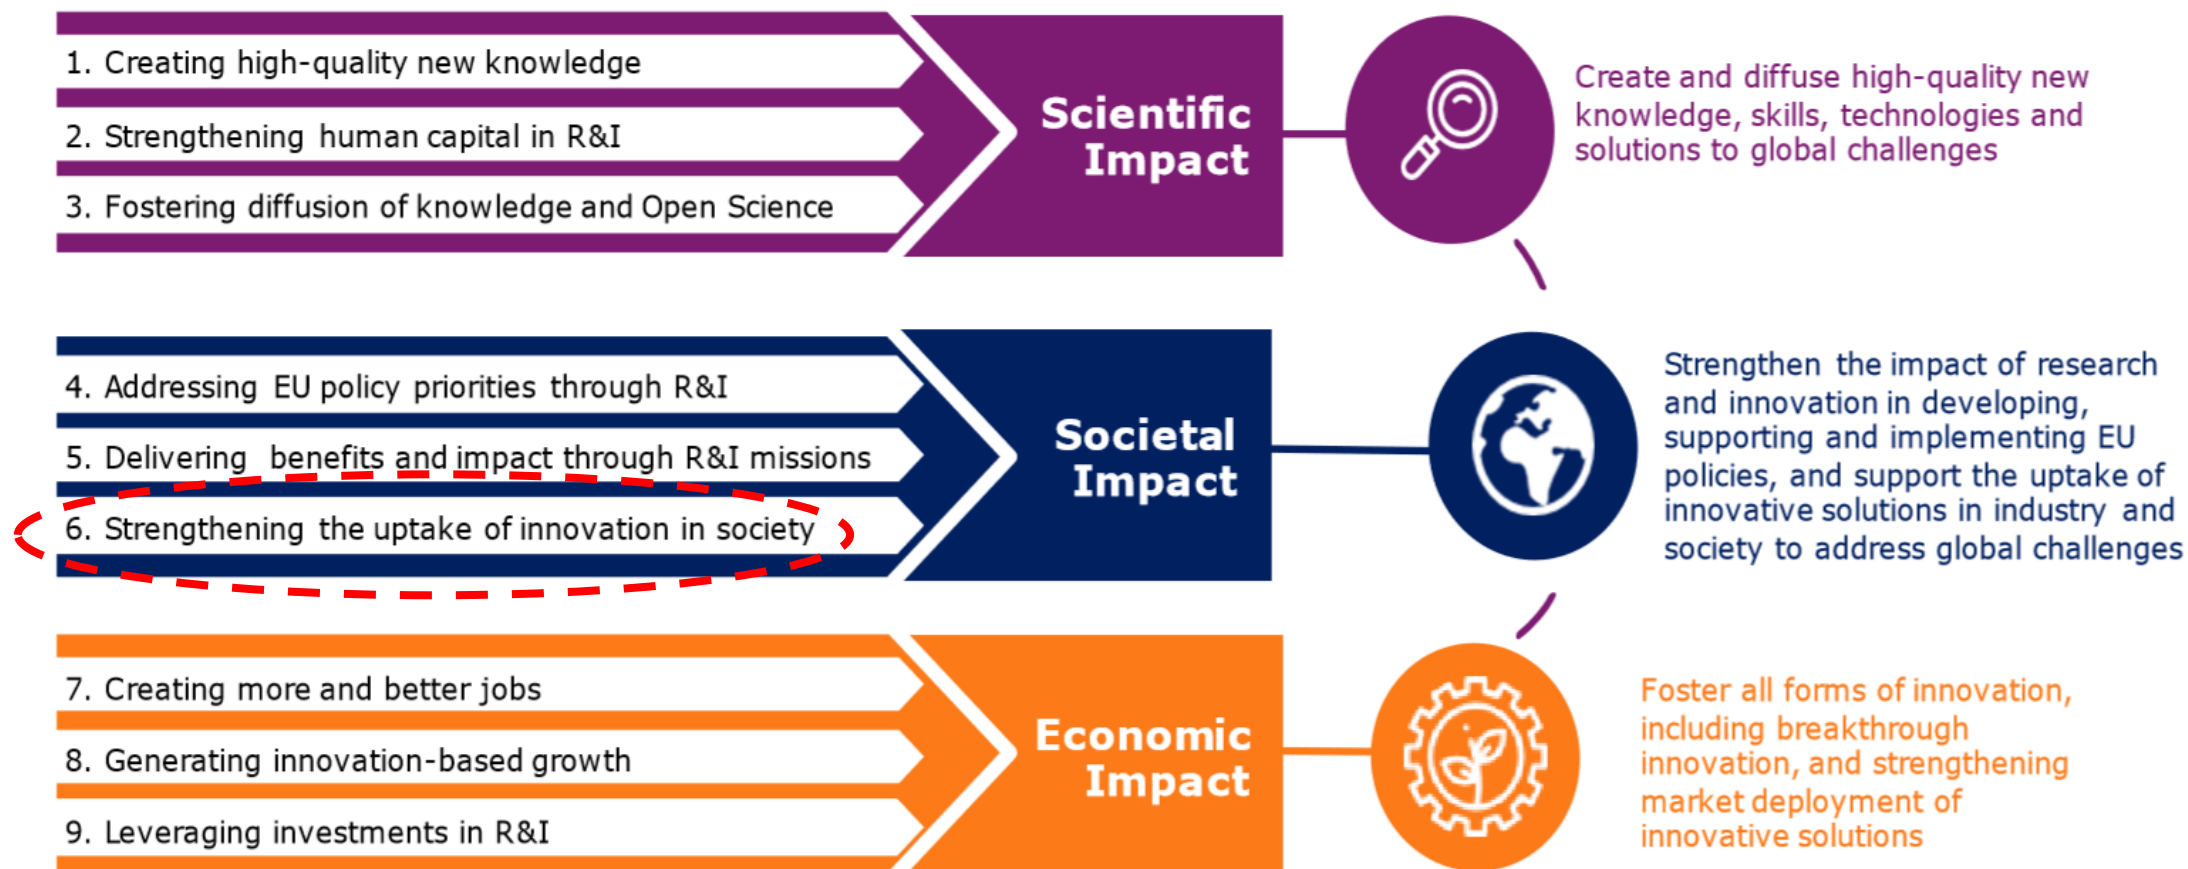 1. Creating high-quality new knowledge
2. Strengthening human capital in R&I
3. Fostering diffusion of knowledge and Open Science
Scientific
Impact
Create and diffuse high-quality new
knowledge, skills, technologies and
solutions to global challenges
4. Addressing EU policy priorities through R&I
5. Delivering benefits and impact through R&I missions
6. Strengthening the uptake of innovation in society
Societal
Impact
Strengthen the impact of research
and innovation in developing,
supporting and implementing EU
policies, and support the uptake of
innovative solutions in industry and
society to address global challenges
7. Creating more and better jobs
8. Generating innovation-based growth
9. Leveraging investments in R&I
Economic
Impact
Foster all forms of innovation,
including breakthrough
innovation, and strengthening
market deployment of
innovative solutions